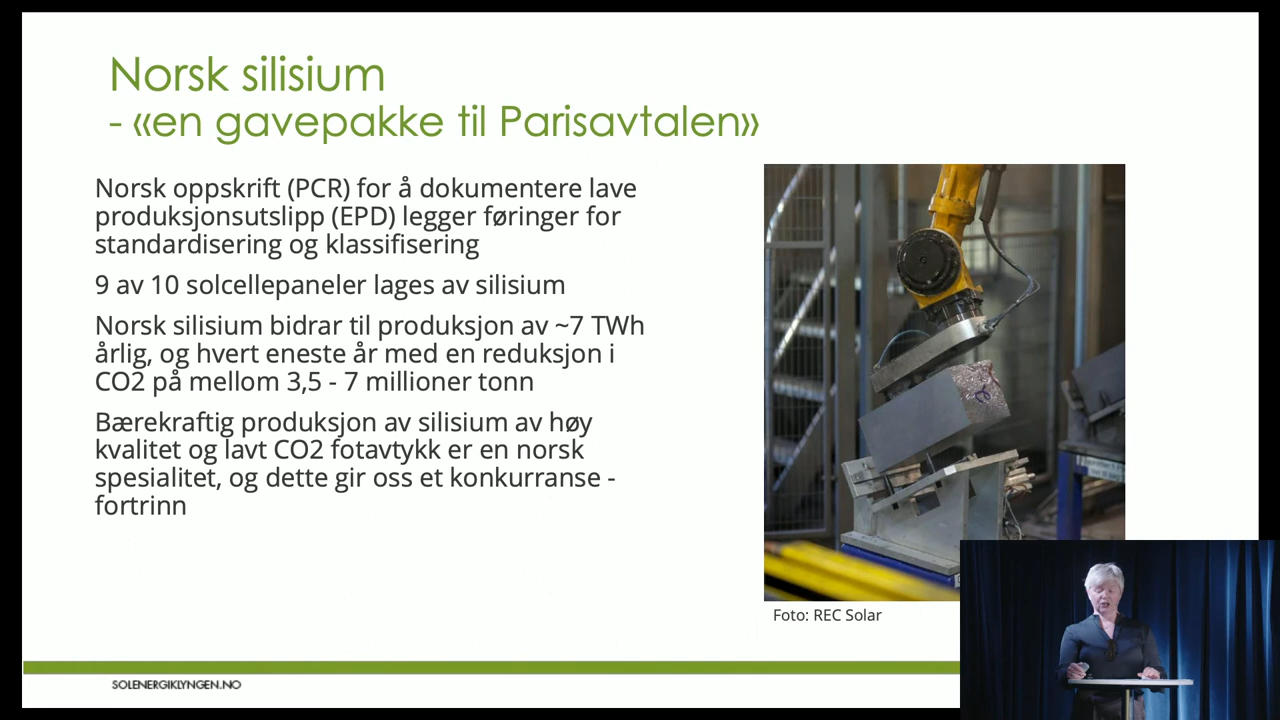 Norsk silisium
- «en gavepakke til Parisavtalen»
Norsk oppskrift (PCR) for å dokumentere lave
produksjonsutslipp (EPD) legger føringer for
standardisering og klassifisering
9 av 10 solcellepaneler lages av silisium
Norsk silisium bidrar til produksjon av ~7 TWh
årlig, og hvert eneste år med en reduksjon i
CO2 på mellom 3,5 - 7 millioner tonn
Bærekraftig produksjon av silisium av høy
kvalitet og lavt CO2 fotavtykk er en norsk
spesialitet, og dette gir oss et konkurranse -
fortrinn
Foto: REC Solar
SOLENERGIKLYNGEN.NO